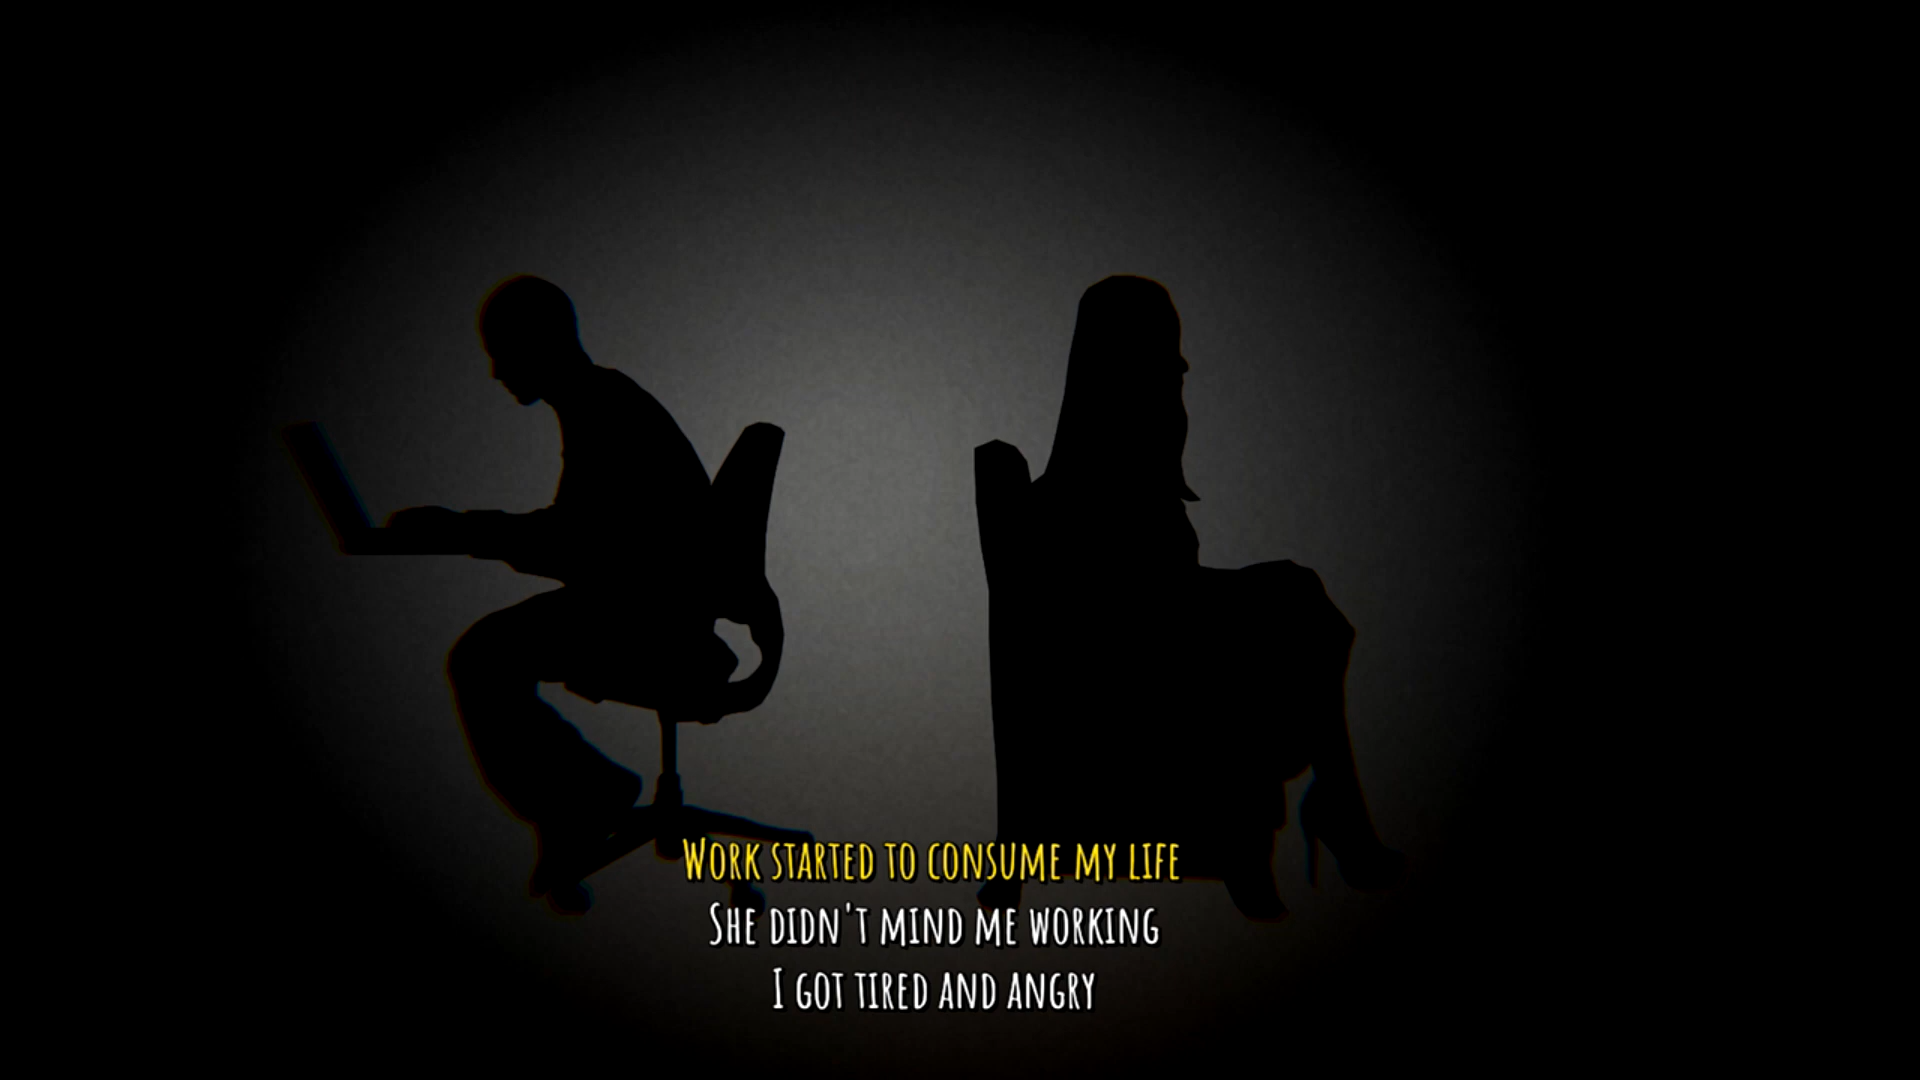 Work started to consume my life
She didn't mind me working
I got tired and angry